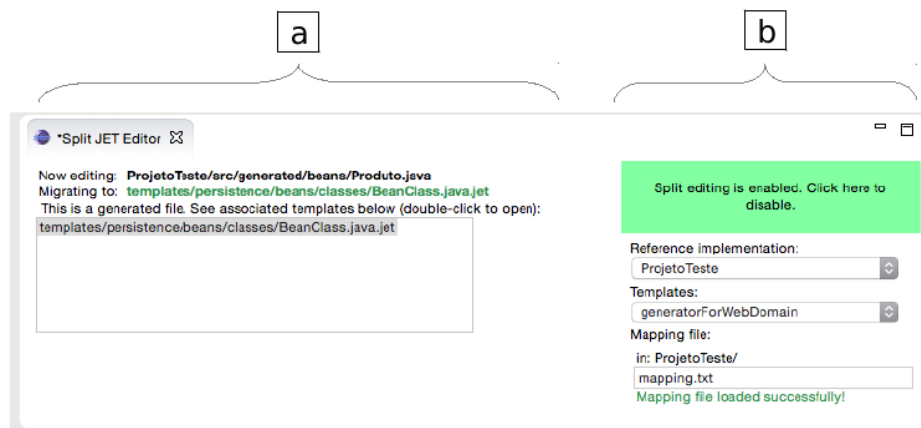 a
b
*Split JET Editor
Now editing: ProjetoTeste/src/generated/beans/Produto.java
Migrating to: templates/persistence/beans/classes/BeanClass.java.jet
This is a generated file. See associated templates below (double-click to open):
templates/persistence/beans/classes/BeanClass.java.jet
Split editing is enabled. Click here to
disable.
Reference implementation:
ProjetoTeste
Templates:
generatorForWebDomain
Mapping file:
in: ProjetoTeste/
mapping.txt
Mapping file loaded successfully!